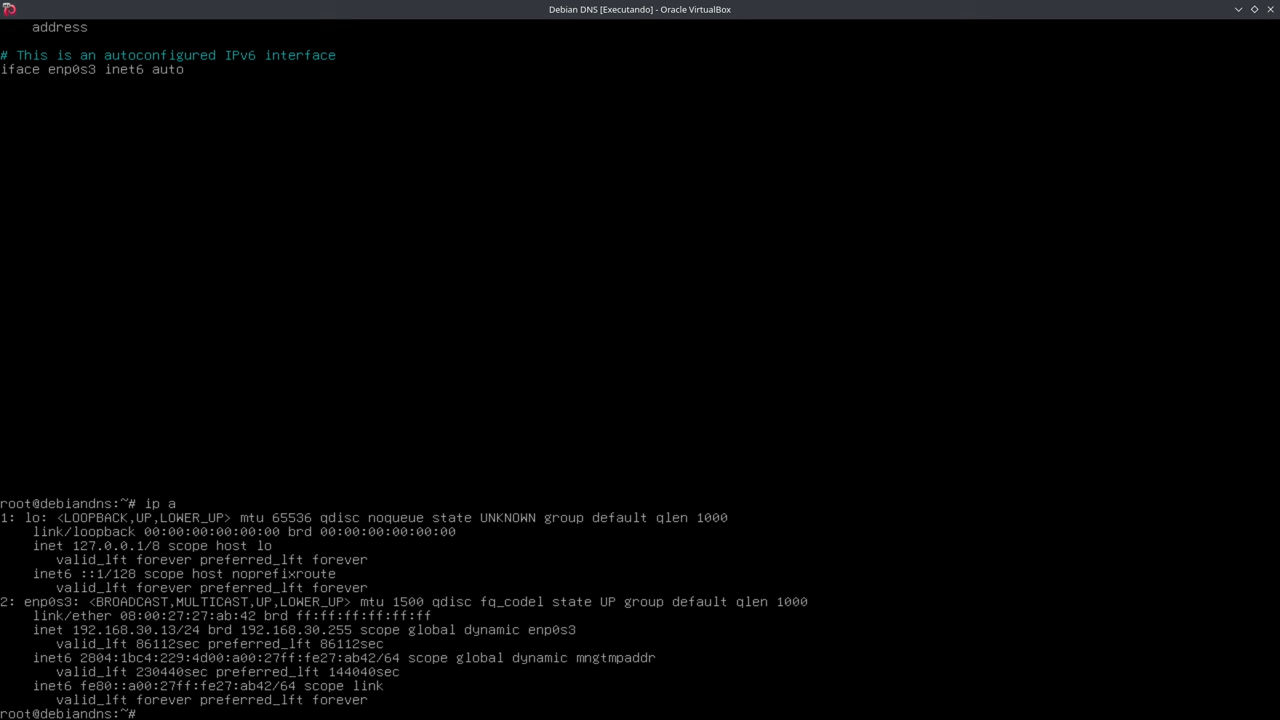 Debian DNS [Executando] - Oracle VirtualBox
address
# This is an autoconfigured IPv6 interface
iface enp0s3 inet6 auto
root@debiandns:~# ip a
1: lo: <LOOPBACK,UP,LOWER_UP> mtu 65536 qdisc noqueue state UNKNOWN group default qlen 1000
link/loopback 00:00:00:00:00:00 brd 00:00:00:00:00:00
inet 127.0.0.1/8 scope host lo
valid_lft forever preferred_lft forever
inet6 ::1/128 scope host noprefixroute
valid_lft forever preferred_lft forever
2: enp0s3: <BROADCAST,MULTICAST,UP,LOWER_UP> mtu 1500 qdisc fq_codel state UP group default qlen 1000
link/ether 08:00:27:27:ab:42 brd ff:ff:ff:ff:ff:ff
inet 192.168.30.13/24 brd 192.168.30.255 scope global dynamic enp0s3
valid_lft 86112sec preferred_lft 86112sec
inet6 2804:1bc4:229:4d00:a00:27ff:fe27:ab42/64 scope global dynamic mngtmpaddr
valid_lft 230440sec preferred_lft 144040sec
inet6 fe80::a00:27ff:fe27:ab42/64 scope link
valid_lft forever preferred_lft forever
root@debiandns:~#